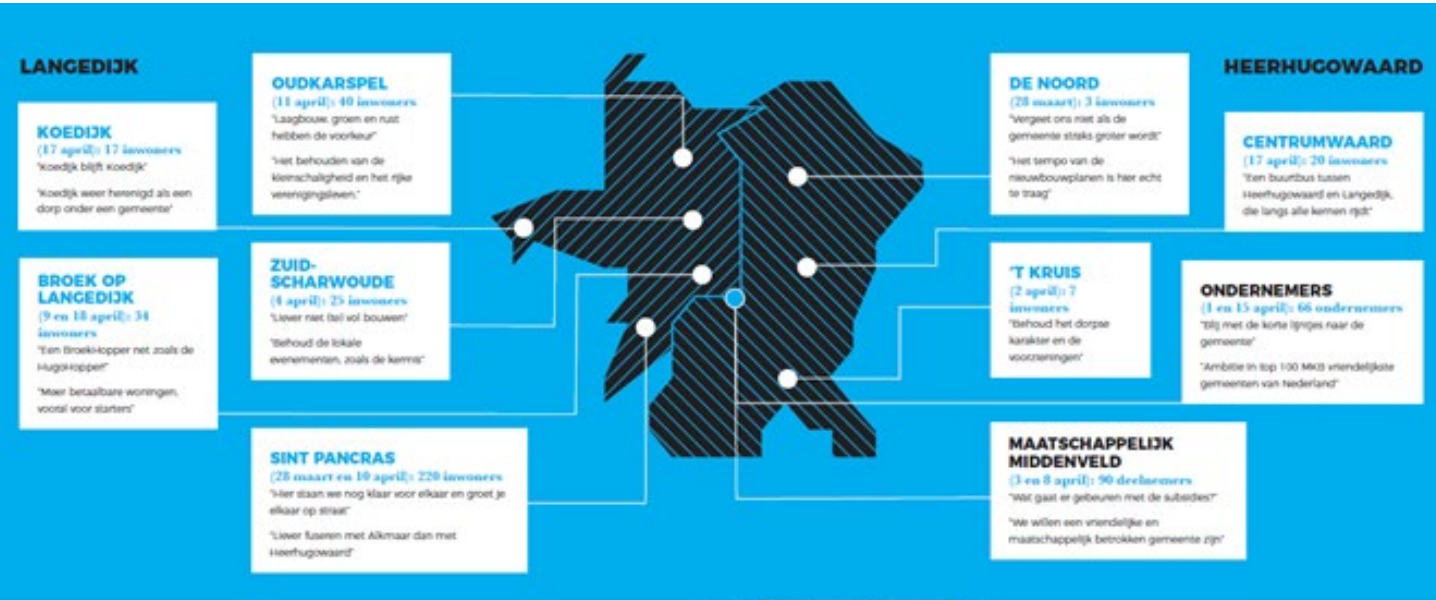 LANGEDIJK
KOEDIJK
(17 april): 17 inwoners
"Koedijk blijft Koedijk"
"Koedijk weer herenigd als een
dorp onder een gemeente"
BROEK OP
LANGEDIJK
(9 en 18 april): 34
inwoners
"Een BroekHopper net zoals de
HugoHopper"
"Meer betaalbare woningen,
vooral voor starters"
OUDKARSPEL
(11 april): 40 inwoners
"Laagbouw, groen en rust
hebben de voorkeur"
"Het behouden van de
kleinschaligheid en het rijke
verenigingsleven."
ZUID-
SCHARWOUDE
(4 april): 25 inwoners
"Liever niet (te) vol bouwen"
"Behoud de lokale
evenementen, zoals de kermis"
SINT PANCRAS
(28 maart en 10 april): 220 inwoners
"Hier staan we nog klaar voor elkaar en groet je
elkaar op straat"
"Liever fuseren met Alkmaar dan met
Heerhugowaard"
HEERHUGOWAARD
DE NOORD
(28 maart): 3 inwoners
"Vergeet ons niet als de
gemeente straks groter wordt"
"Het tempo van de
nieuwbouwplannen is hier echt
te traag"
CENTRUMWAARD
(17 april): 20 inwoners
"Een buurtbus tussen
Heerhugowaard en Langedijk,
die langs alle kernen rijdt"
'T KRUIS
(2 april): 7
inwoners
"Behoud het dorpse
karakter en de
voorzieningen"
ONDERNEMERS
(1 en 15 april): 66 ondernemers
"Blij met de korte lijntjes naar de
gemeente"
"Ambitie in top 100 MKB vriendelijkste
gemeenten van Nederland"
MAATSCHAPPELIJK
MIDDENVELD
(3 en 8 april): 90 deelnemers
"Wat gaat er gebeuren met de subsidies?"
"We willen een vriendelijke en
maatschappelijk betrokken gemeente zijn"